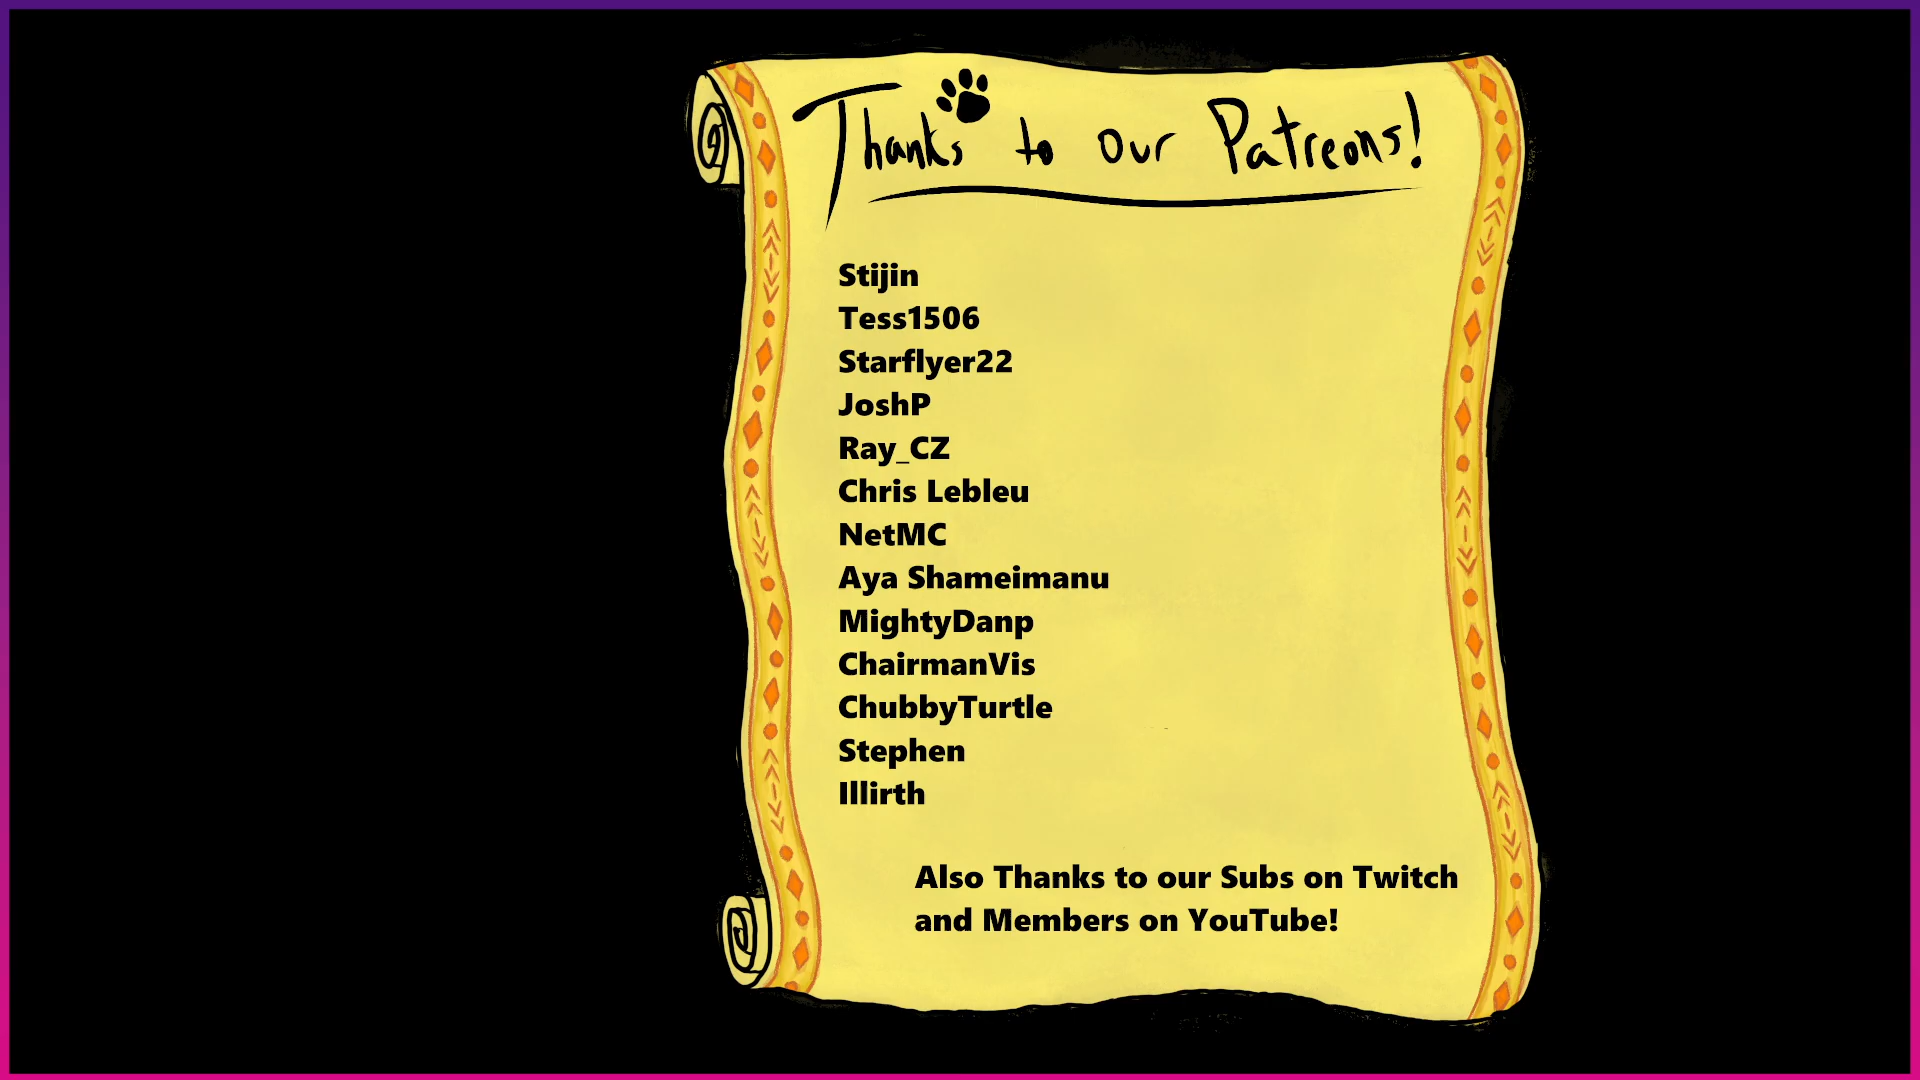 Thanks to our Patreons!
Stijin
Tess1506
Starflyer22
JoshP
Ray_CZ
Chris Lebleu
NetMC
Aya Shameimanu
MightyDanp
ChairmanVis
ChubbyTurtle
Stephen
Illirth
Also Thanks to our Subs on Twitch
and Members on YouTube!